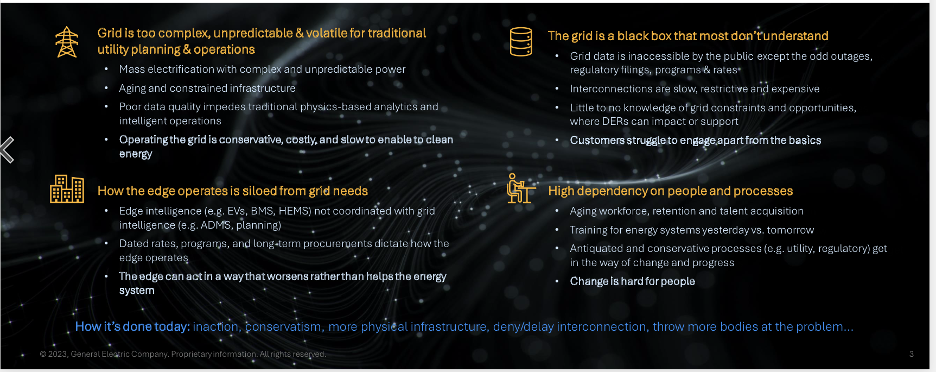 Grid is too complex, unpredictable & volatile for traditional
utility planning & operations
• Mass electrification with complex and unpredictable power
• Aging and constrained infrastructure
• Poor data quality impedes traditional physics-based analytics and
intelligent operations
• Operating the grid is conservative, costly, and slow to enable to clean
energy
The grid is a black box that most don't understand
• Grid data is inaccessible by the public except the odd outages,
regulatory filings, programs & rates
• Interconnections are slow, restrictive and expensive
• Little to no knowledge of grid constraints and opportunities,
where DERs can impact or support
• Customers struggle to engage apart from the basics
How the edge operates is siloed from grid needs
• Edge intelligence (e.g. EVs, BMS, HEMS) not coordinated with grid
intelligence (e.g. ADMS, planning)
• Dated rates, programs, and long-term procurements dictate how the
edge operates
• The edge can act in a way that worsens rather than helps the energy
system
High dependency on people and processes
• Aging workforce, retention and talent acquisition
• Training for energy systems yesterday vs. tomorrow
• Antiquated and conservative processes (e.g. utility, regulatory) get
in the way of change and progress
• Change is hard for people
How it's done today: inaction, conservatism, more physical infrastructure, deny/delay interconnection, throw more bodies at the problem...
© 2023, General Electric Company. Proprietary information. All rights reserved.
3